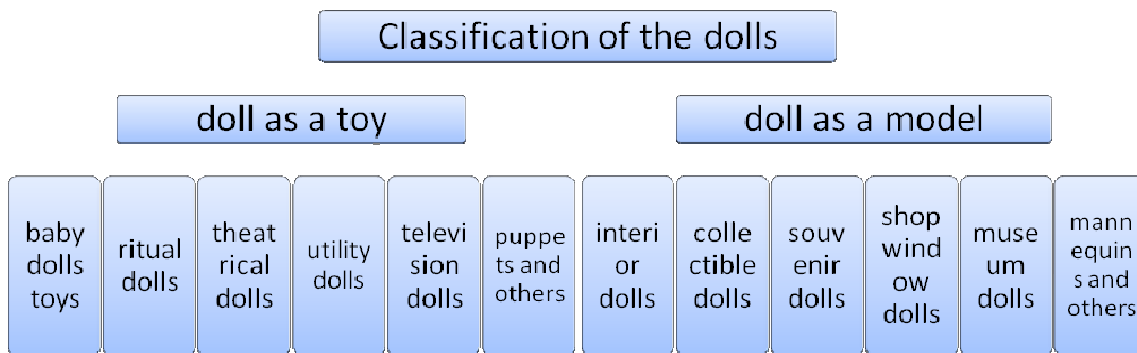 Classification of the dolls
doll as a toy
doll as a model
baby
dolls
toys
ritual
dolls
theat
rical
dolls
utility
dolls
televi
sion
dolls
puppe
ts and
others
interi
or
dolls
colle
ctible
dolls
souv
enir
dolls
shop
wind
ow
dolls
muse
um
dolls
mann
equin
s and
others